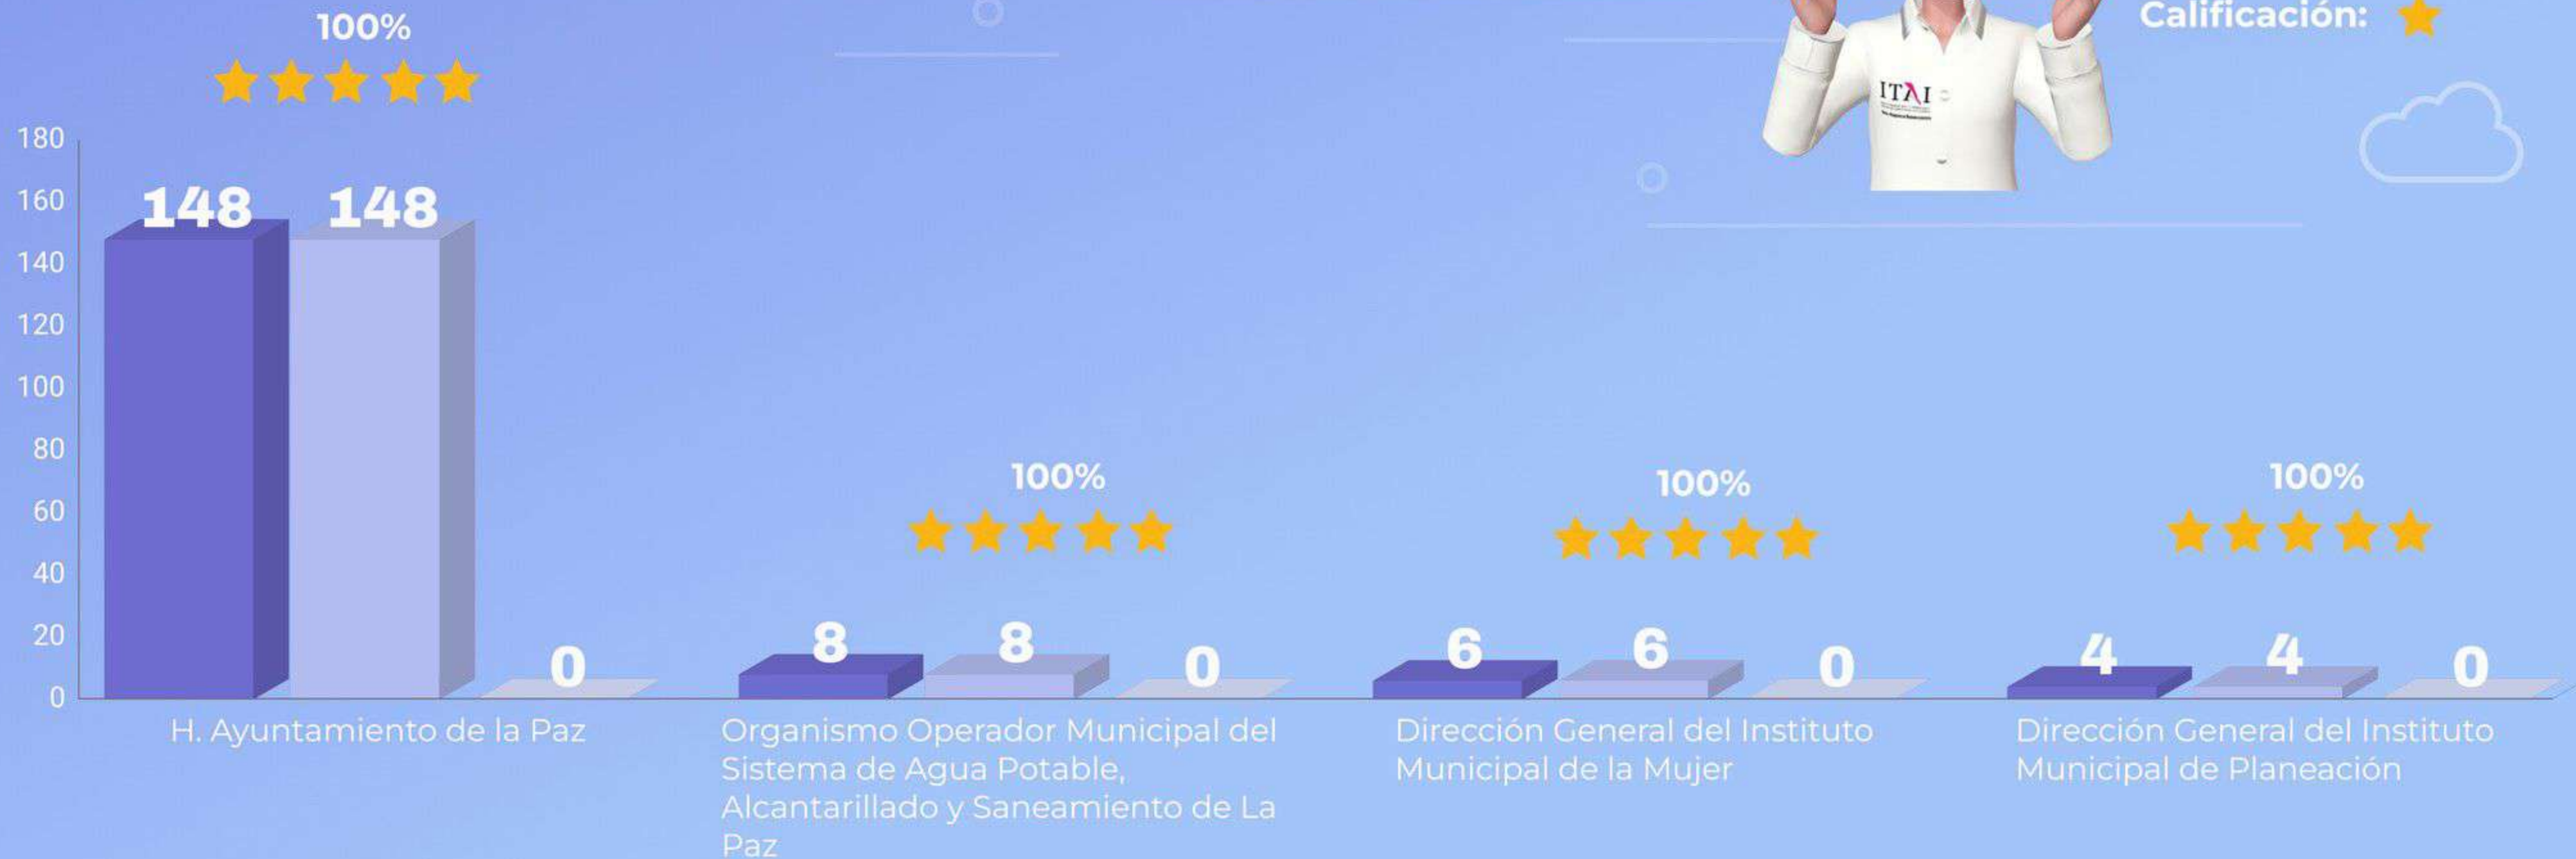 100%
Calificación:
ITAI
180
160
140
120
100
80
60
40
20
0
148
148
0
100%
8
8
0
100%
6
6
0
100%
4
4
0
H. Ayuntamiento de la Paz
Organismo Operador Municipal del
Sistema de Agua Potable,
Alcantarillado y Saneamiento de La
Paz
Dirección General del Instituto
Municipal de la Mujer
Dirección General del Instituto
Municipal de Planeación